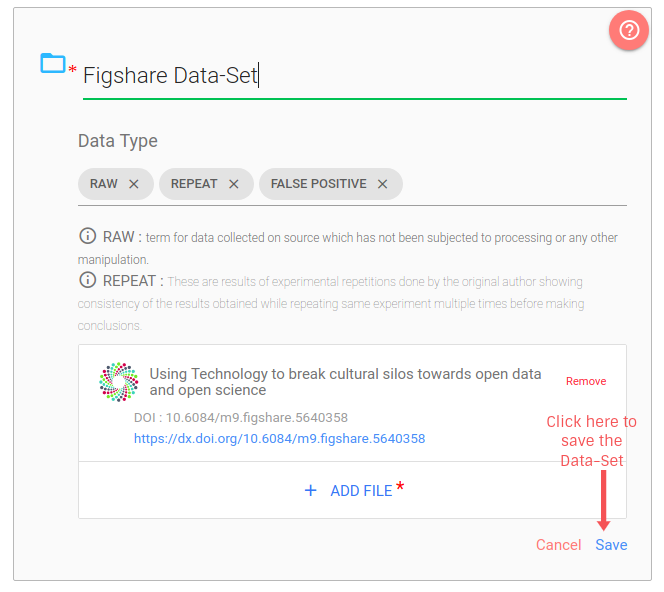 * Figshare Data-Set
Data Type
RAW × REPEAT × FALSE POSITIVE ×
RAW : term for data collected on source which has not been subjected to processing or any other
manipulation.
REPEAT : These are results of experimental repetitions done by the original author showing
consistency of the results obtained while repeating same experiment multiple times before making
conclusions.
Using Technology to break cultural silos towards open data
and open science
Remove
DOI : 10.6084/m9.figshare.5640358
https://dx.doi.org/10.6084/m9.figshare.5640358
Click here to
save the
Data-Set
+ ADD FILE *
Cancel Save